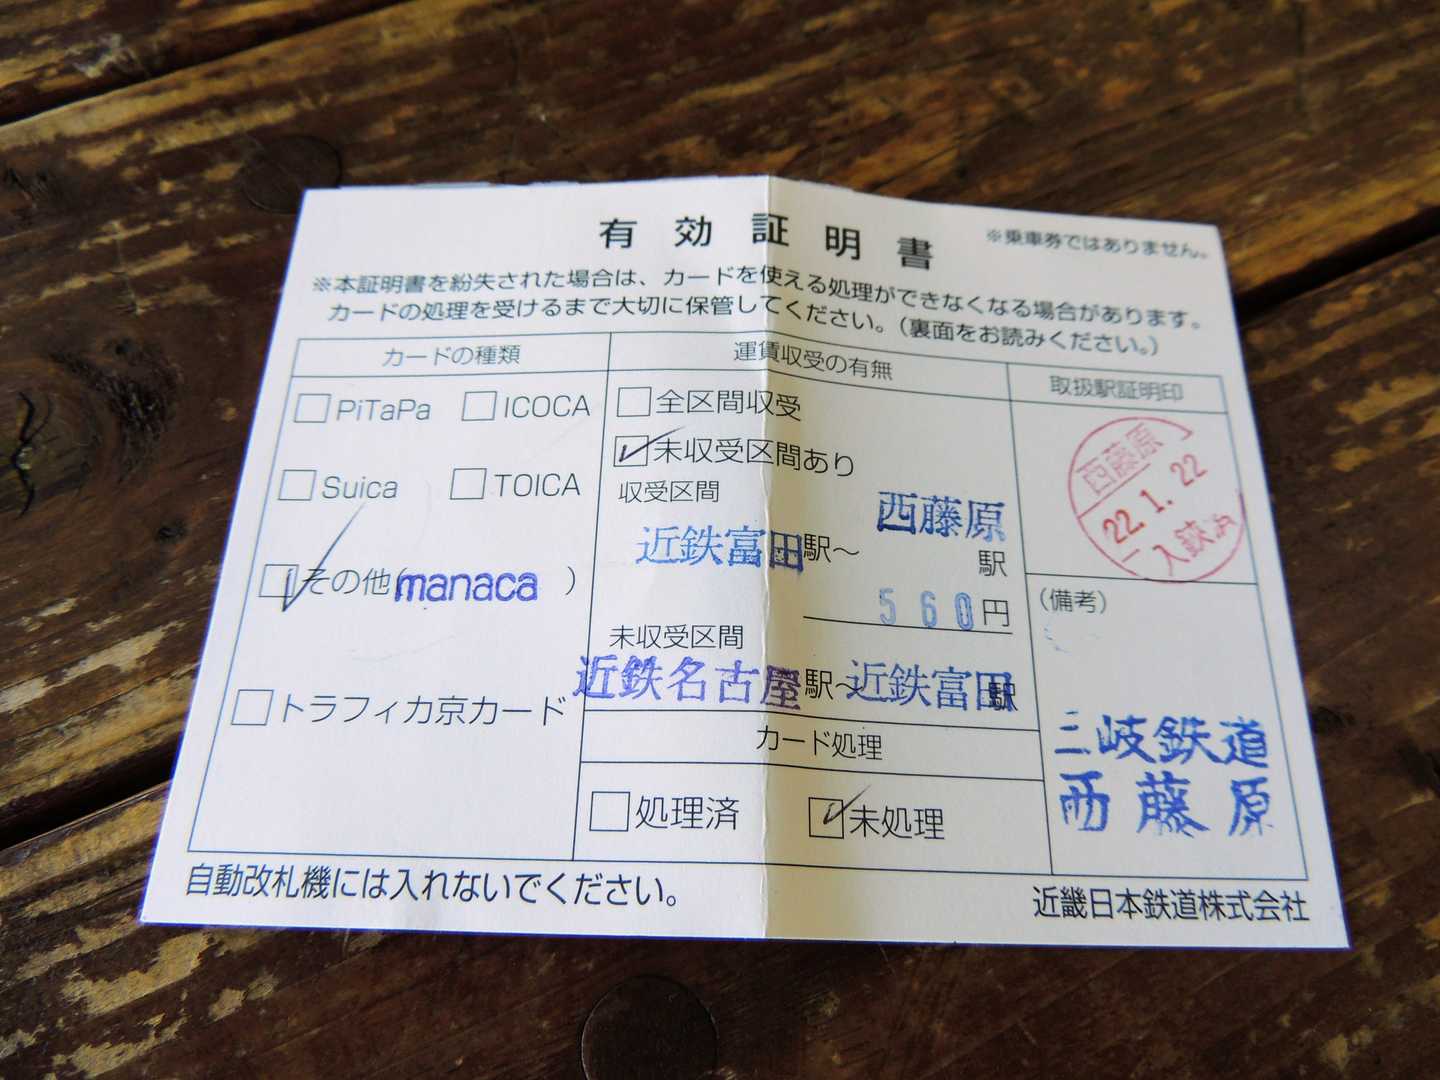 有効証明書
※乗車券ではありません。
※本証明書を紛失された場合は、カードを使える処理ができなくなる場合があります。
カードの処理を受けるまで大切に保管してください。（裏面をお読みください。）
カードの種類
□PiTaPa □ICOCA
□Suica □TOICA
☑その他(manaca)
□トラフィカ京カード
運賃収受の有無
□全区間収受
☑未収受区間あり
収受区間
近鉄富田駅～西藤原駅
560円
未収受区間
近鉄名古屋駅～近鉄富田駅
カード処理
□処理済 ☑未処理
取扱駅証明印
西藤原
22.1.22
入鋏済
（備考）
三岐鉄道
西藤原
自動改札機には入れないでください。
近畿日本鉄道株式会社